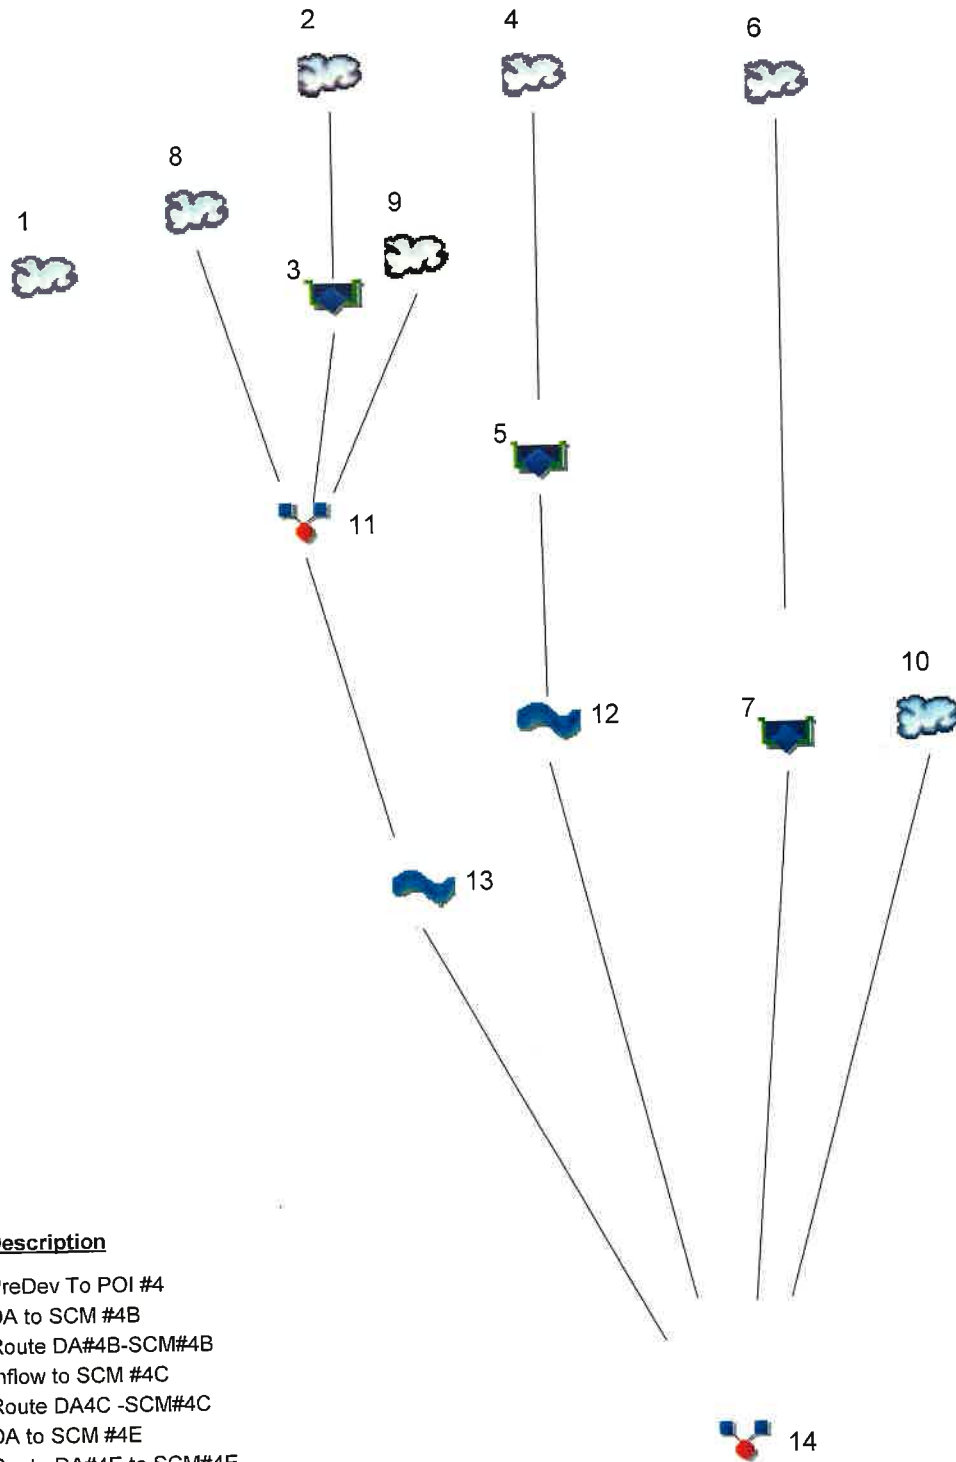 2
4
6
8
9
1
3
5
11
10
7
12
13
escription
reDev To POI #4
A to SCM #4B
Route DA#4B-SCM#4B
nflow to SCM #4C
Route DA4C -SCM#4C
A to SCM #4E
14